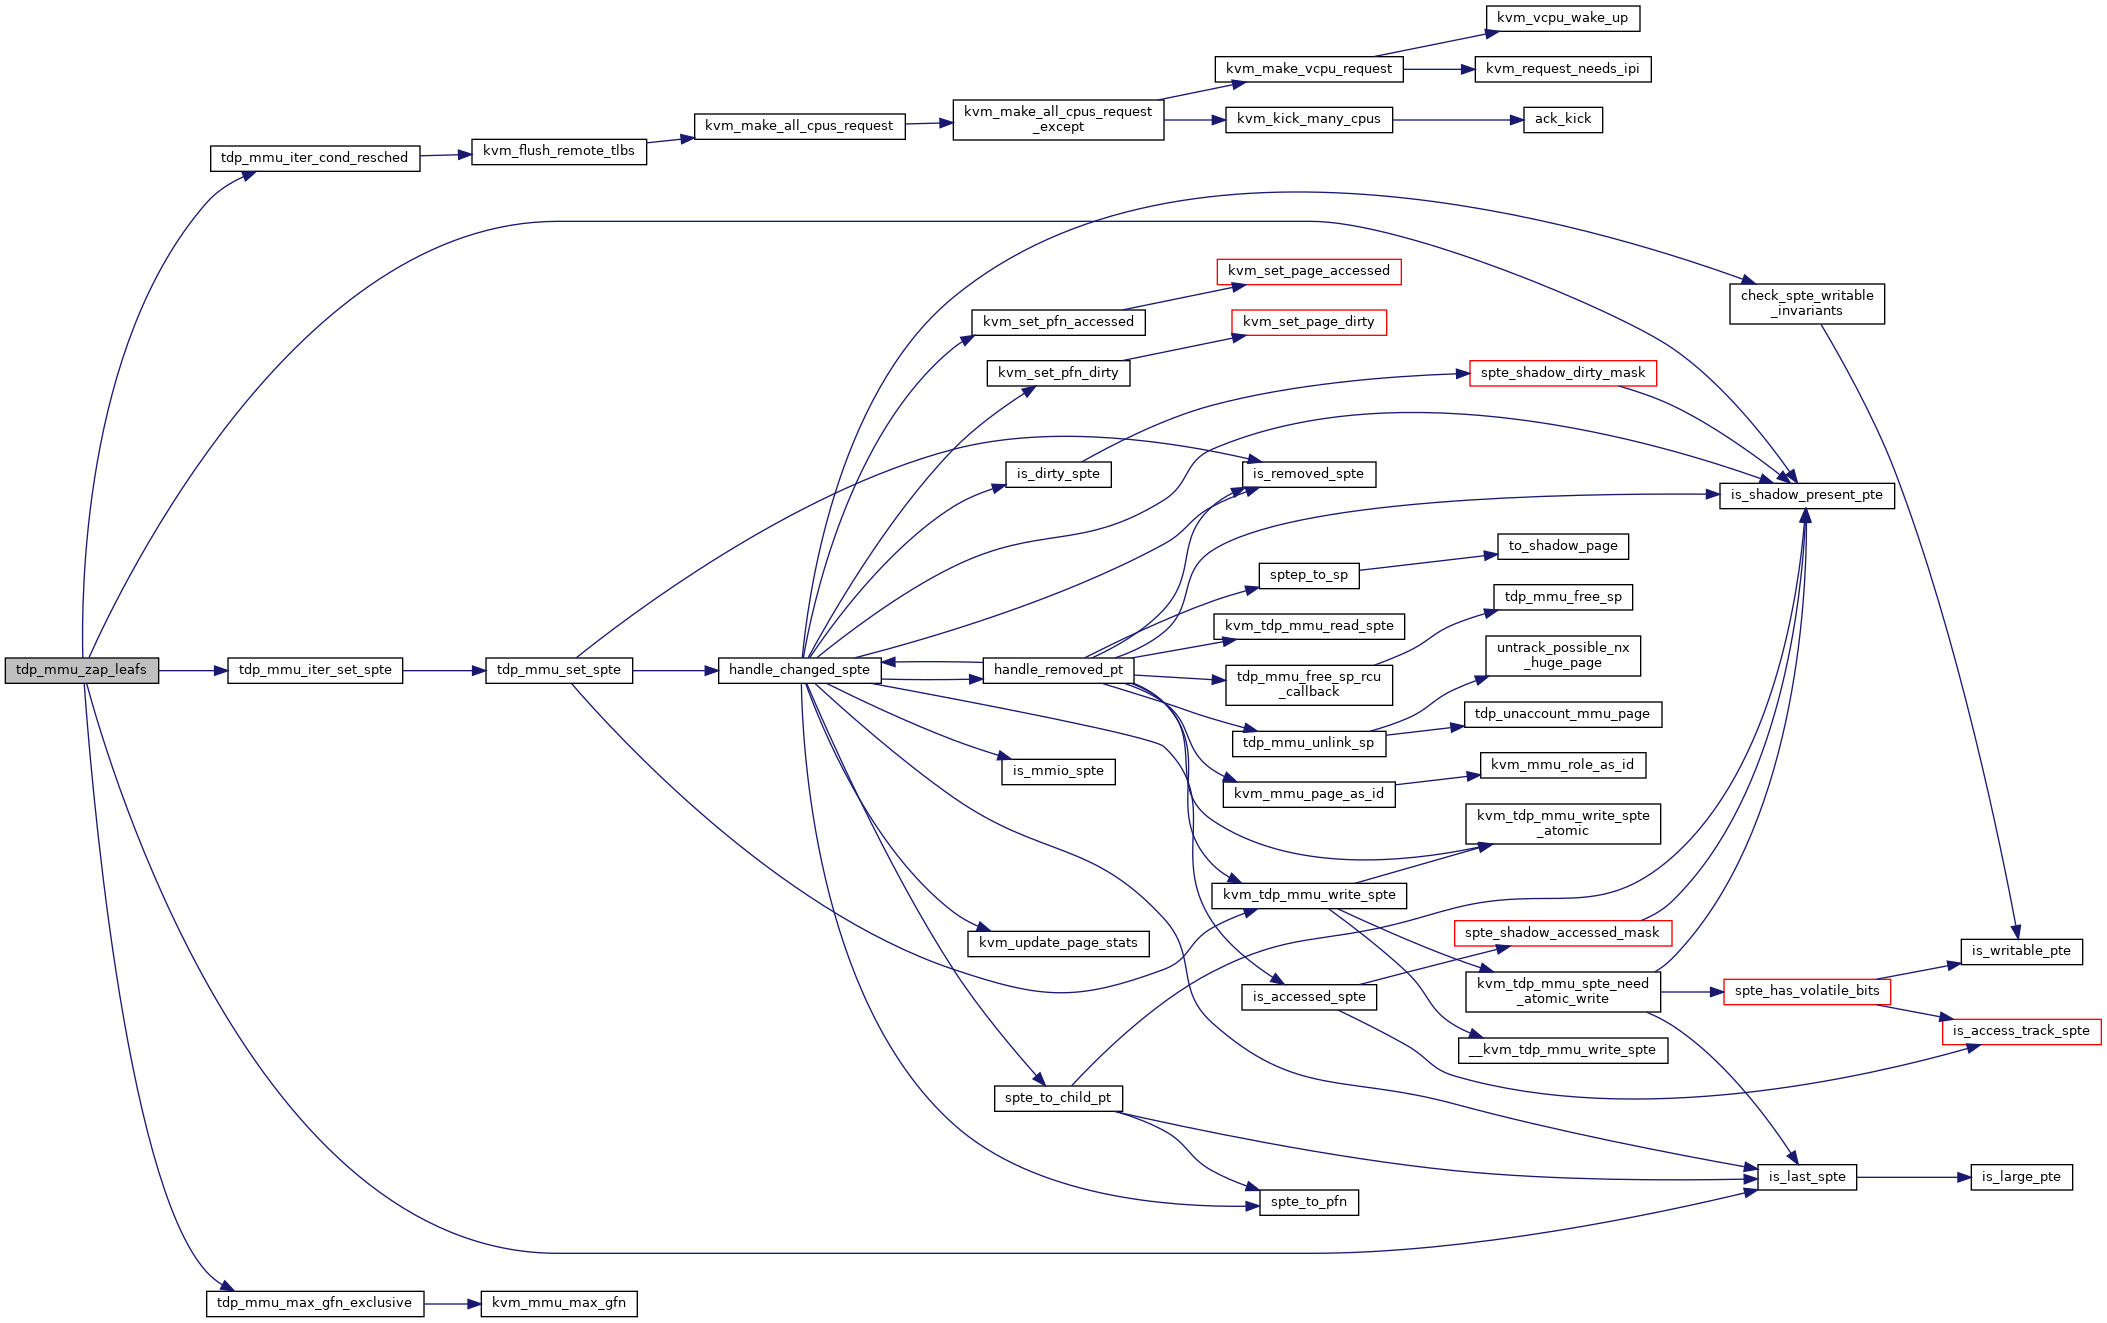 kvm_vcpu_wake_up
kvm_make_vcpu_request
kvm_request_needs_ipi
kvm_make_all_cpus_request
_except
kvm_kick_many_cpus
ack_kick
kvm_make_all_cpus_request
kvm_flush_remote_tlbs
tdp_mmu_iter_cond_resched
kvm_set_page_accessed
check_spte_writable
_invariants
kvm_set_pfn_accessed
kvm_set_page_dirty
kvm_set_pfn_dirty
spte_shadow_dirty_mask
is_dirty_spte
is_removed_spte
is_shadow_present_pte
to_shadow_page
sptep_to_sp
tdp_mmu_free_sp
kvm_tdp_mmu_read_spte
untrack_possible_nx
_huge_page
tdp_mmu_zap_leafs
tdp_mmu_iter_set_spte
tdp_mmu_set_spte
handle_changed_spte
handle_removed_pt
tdp_mmu_free_sp_rcu
_callback
tdp_unaccount_mmu_page
tdp_mmu_unlink_sp
is_mmio_spte
kvm_mmu_role_as_id
kvm_mmu_page_as_id
kvm_tdp_mmu_write_spte
_atomic
kvm_tdp_mmu_write_spte
spte_shadow_accessed_mask
kvm_update_page_stats
is_writable_pte
is_accessed_spte
kvm_tdp_mmu_spte_need
_atomic_write
spte_has_volatile_bits
is_access_track_spte
__kvm_tdp_mmu_write_spte
spte_to_child_pt
is_last_spte
is_large_pte
spte_to_pfn
tdp_mmu_max_gfn_exclusive
kvm_mmu_max_gfn